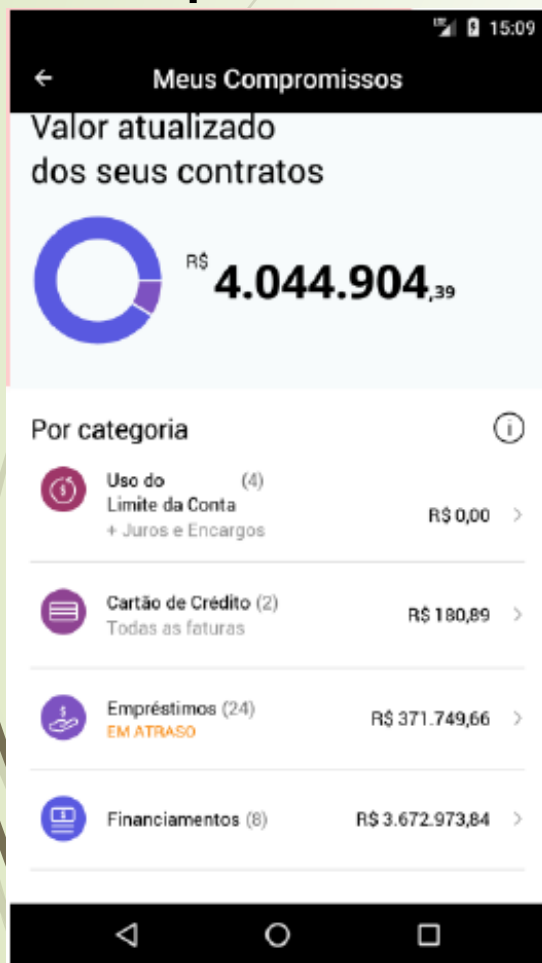 15:09
Meus Compromissos
Valor atualizado
dos seus contratos
R$ 4.044.904,39
Por categoria
Uso do (4)
Limite da Conta
+ Juros e Encargos
R$ 0,00
Cartão de Crédito (2)
Todas as faturas
R$ 180,89
Empréstimos (24)
EM ATRASO
R$ 371.749,66
Financiamentos (8)
R$ 3.672.973,84